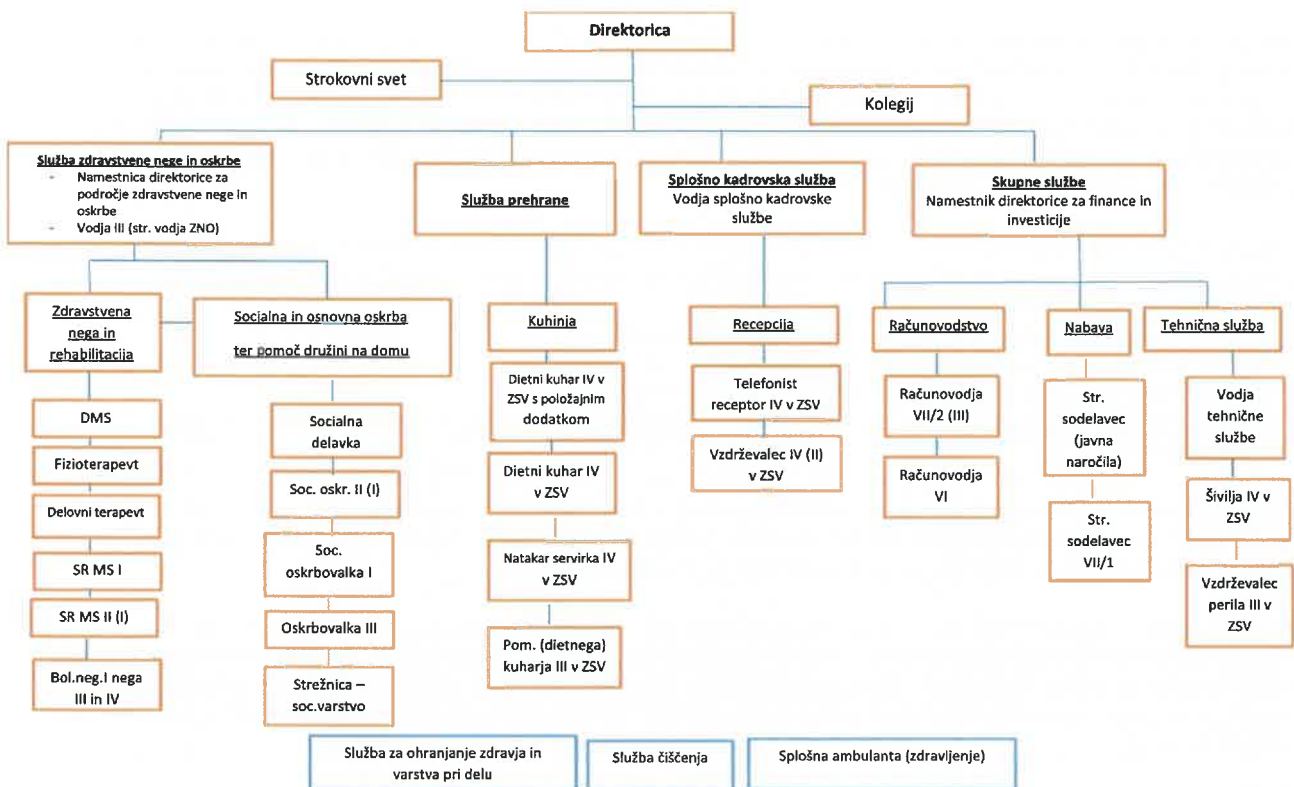 Direktorica
Strokovni svet
Kolegij
Služba zdravstvene nege in oskrbe
- Namestnica direktorice za
področje zdravstvene nege in
oskrbe
- Vodja III (str. vodja ZNO)
Služba prehrane
Splošno kadrovska služba
Vodja splošno kadrovske
službe
Skupne službe
Namestnik direktorice za finance in
investicije
Zdravstvena
nega in
rehabilitacija
Socialna in osnovna oskrba
ter pomoč družini na domu
Kuhinja
Recepcija
Računovodstvo
Nabava
Tehnična služba
DMS
Fizioterapevt
Delovni terapevt
SR MS I
SR MS II (I)
Bol.neg.I nega
III in IV
Socialna
delavka
Soc. oskr. II (I)
Soc.
oskrbovalka I
Oskrbovalka III
Strežnica –
soc.varstvo
Dietni kuhar IV v
ZSV s položajnim
dodatkom
Dietni kuhar IV
v ZSV
Natakar servirka IV
v ZSV
Pom. (dietnega)
kuharja III v ZSV
Telefonist
receptor IV v ZSV
Vzdrževalec IV (II)
v ZSV
Računovodja
VII/2 (III)
Računovodja
VI
Str.
sodelavec
(javna
naročila)
Str.
sodelavec
VII/1
Vodja
tehnične
službe
Šivilja IV v
ZSV
Vzdrževalec
perila III v
ZSV
Služba za ohranjanje zdravja in
varstva pri delu
Služba čiščenja
Splošna ambulanta (zdravljenje)